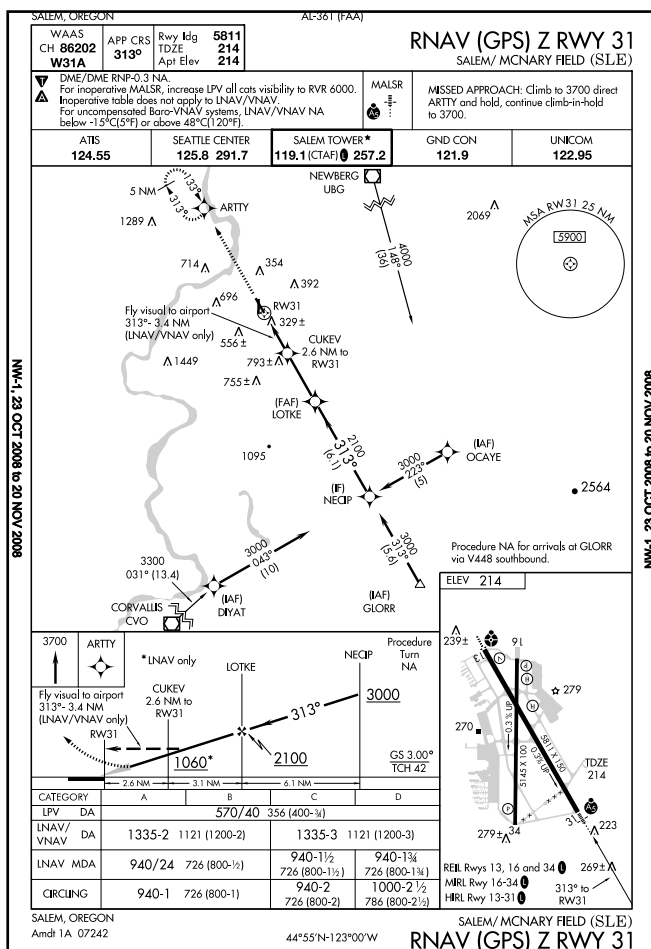 SALEM, OREGON
AL-361 (FAA)
WAAS
CH 86202
W31A
APP CRS
313°
Rwy ldg 5811
TDZE 214
Apt Elev 214
RNAV (GPS) Z RWY 31
SALEM/ MCNARY FIELD (SLE)
T
A
DME/DME RNP-0.3 NA.
For inoperative MALSR, increase LPV all cats visibility to RVR 6000.
Inoperative table does not apply to LNAV/VNAV.
For uncompensated Baro-VNAV systems, LNAV/VNAV NA
below -15°C(5°F) or above 48°C(120°F).
MALSR
A5
MISSED APPROACH: Climb to 3700 direct
ARTTY and hold, continue climb-in-hold
to 3700.
ATIS
124.55
SEATTLE CENTER
125.8 291.7
SALEM TOWER*
119.1 (CTAF) L 257.2
GND CON
121.9
UNICOM
122.95
NEWBERG
UBG
5 NM
133°
313°
ARTTY
1289
2069
MSA RW31 25 NM
5900
4000
148°
(36)
714
354
392
696
RW31
329±
Fly visual to airport
313°- 3.4 NM
(LNAV/VNAV only)
556±
CUKEV
2.6 NM to
RW31
793±
1449
755±
(FAF)
LOTKE
2100
313°
(6.1)
1095
(IAF)
OCAYE
3000
223°
(5)
(IF)
NECIP
2564
3000
313°
(5.6)
Procedure NA for arrivals at GLORR
via V448 southbound.
3300
031° (13.4)
3000
043°
(10)
(IAF)
DIYAT
(IAF)
GLORR
CORVALLIS
CVO
NW-1, 23 OCT 2008 to 20 NOV 2008
NW-1, 23 OCT 2008 to 20 NOV 2008
ELEV 214
239±
13
16
279
270
0.3% UP
5145 X 100
5811 X 150
0.3% UP
TDZE
214
A5
223
31
34
279±
269±
REIL Rwys 13, 16 and 34 L
MIRL Rwy 16-34 L
HIRL Rwy 13-31 L
313° to
RW31
3700
ARTTY
*LNAV only
Procedure
Turn
NA
Fly visual to airport
313°- 3.4 NM
(LNAV/VNAV only)
RW31
CUKEV
2.6 NM to
RW31
LOTKE
NECIP
313°
3000
1060*
2100
GS 3.00°
TCH 42
2.6 NM
3.1 NM
6.1 NM
CATEGORY A B C D
LPV DA 570/40 356 (400-¾)
LNAV/VNAV DA 1335-2 1121 (1200-2) 1335-3 1121 (1200-3)
LNAV MDA 940/24 726 (800-½) 940-1½ 726 (800-1½) 940-1¾ 726 (800-1¾)
CIRCLING 940-1 726 (800-1) 940-2 726 (800-2) 1000-2½ 786 (800-2½)
SALEM, OREGON
Amdt 1A 07242
44°55'N-123°00'W
SALEM/ MCNARY FIELD (SLE)
RNAV (GPS) Z RWY 31